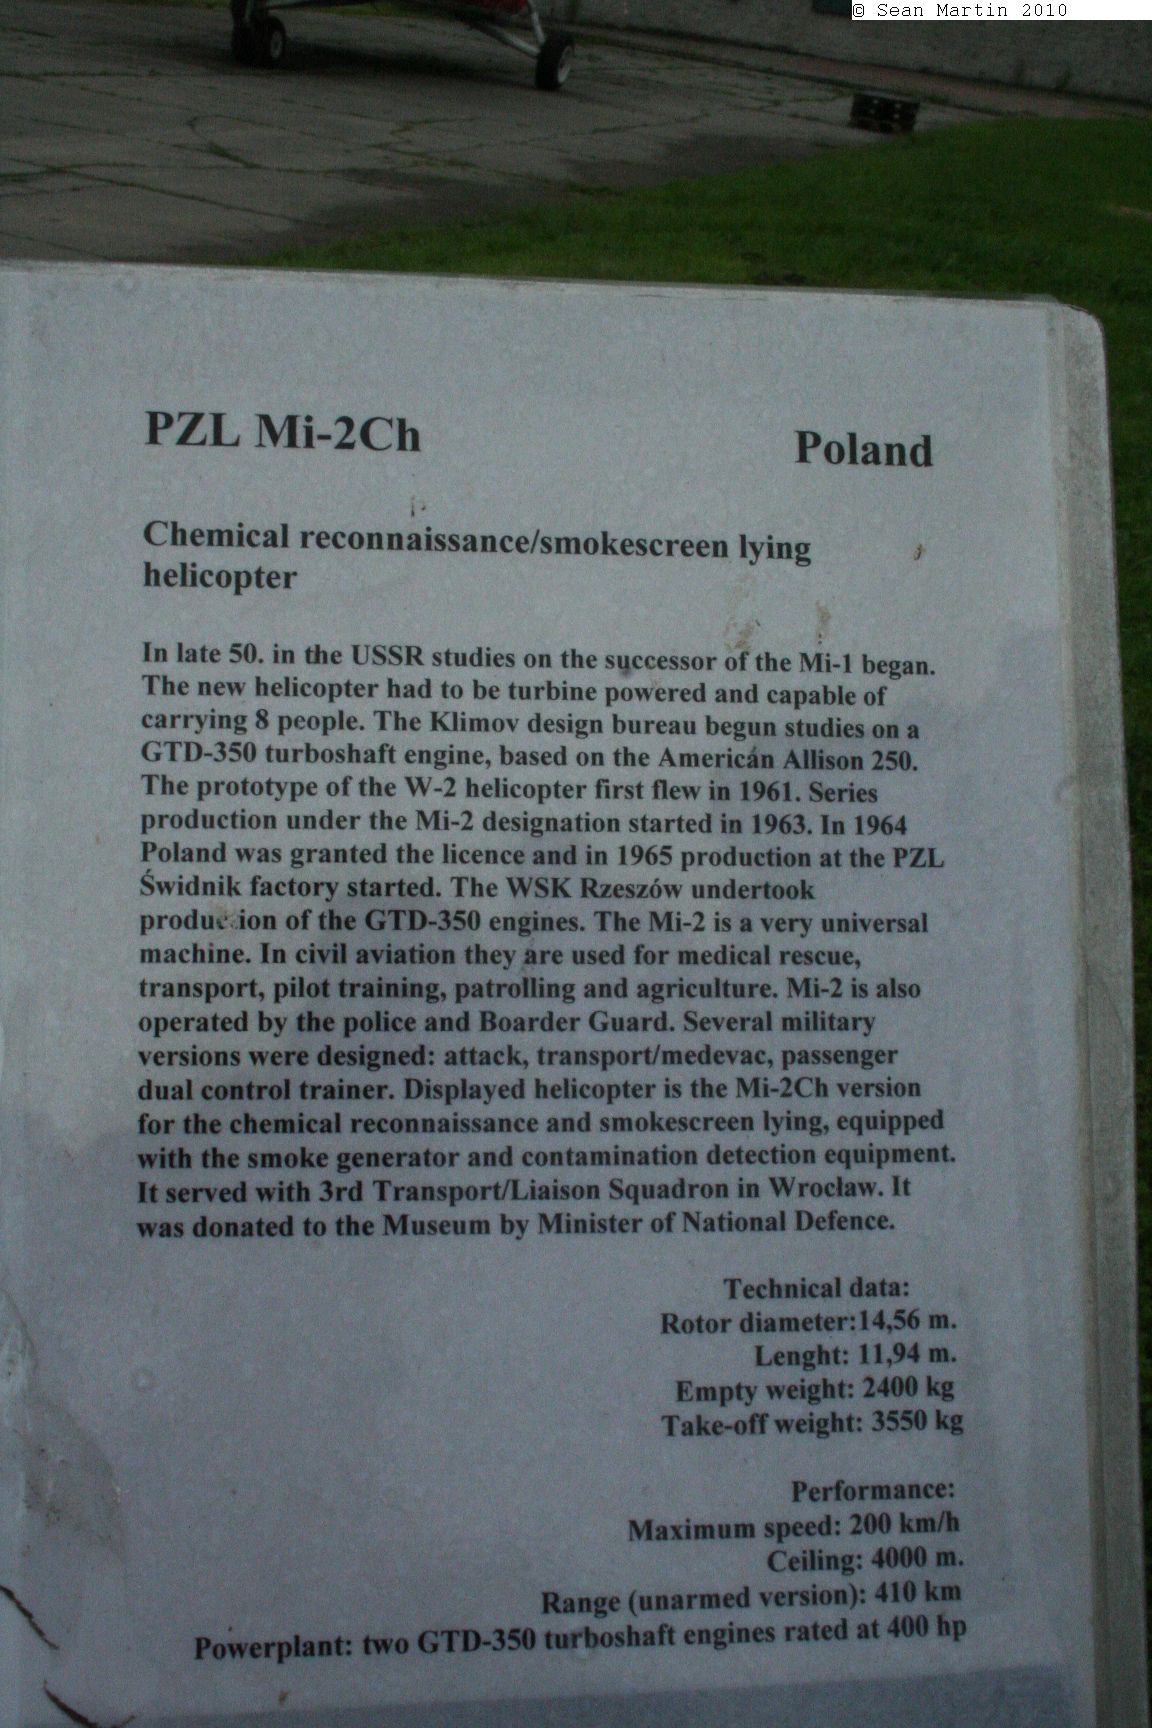 © Sean Martin 2010
PZL Mi-2Ch
Poland
Chemical reconnaissance/smokescreen lying
helicopter
In late 50. in the USSR studies on the successor of the Mi-1 began.
The new helicopter had to be turbine powered and capable of
carrying 8 people. The Klimov design bureau begun studies on a
GTD-350 turboshaft engine, based on the American Allison 250.
The prototype of the W-2 helicopter first flew in 1961. Series
production under the Mi-2 designation started in 1963. In 1964
Poland was granted the licence and in 1965 production at the PZL
Świdnik factory started. The WSK Rzeszów undertook
production of the GTD-350 engines. The Mi-2 is a very universal
machine. In civil aviation they are used for medical rescue,
transport, pilot training, patrolling and agriculture. Mi-2 is also
operated by the police and Boarder Guard. Several military
versions were designed: attack, transport/medevac, passenger
dual control trainer. Displayed helicopter is the Mi-2Ch version
for the chemical reconnaissance and smokescreen lying, equipped
with the smoke generator and contamination detection equipment.
It served with 3rd Transport/Liaison Squadron in Wrocław. It
was donated to the Museum by Minister of National Defence.
Technical data:
Rotor diameter:14,56 m.
Lenght: 11,94 m.
Empty weight: 2400 kg
Take-off weight: 3550 kg
Performance:
Maximum speed: 200 km/h
Ceiling: 4000 m.
Range (unarmed version): 410 km
Powerplant: two GTD-350 turboshaft engines rated at 400 hp